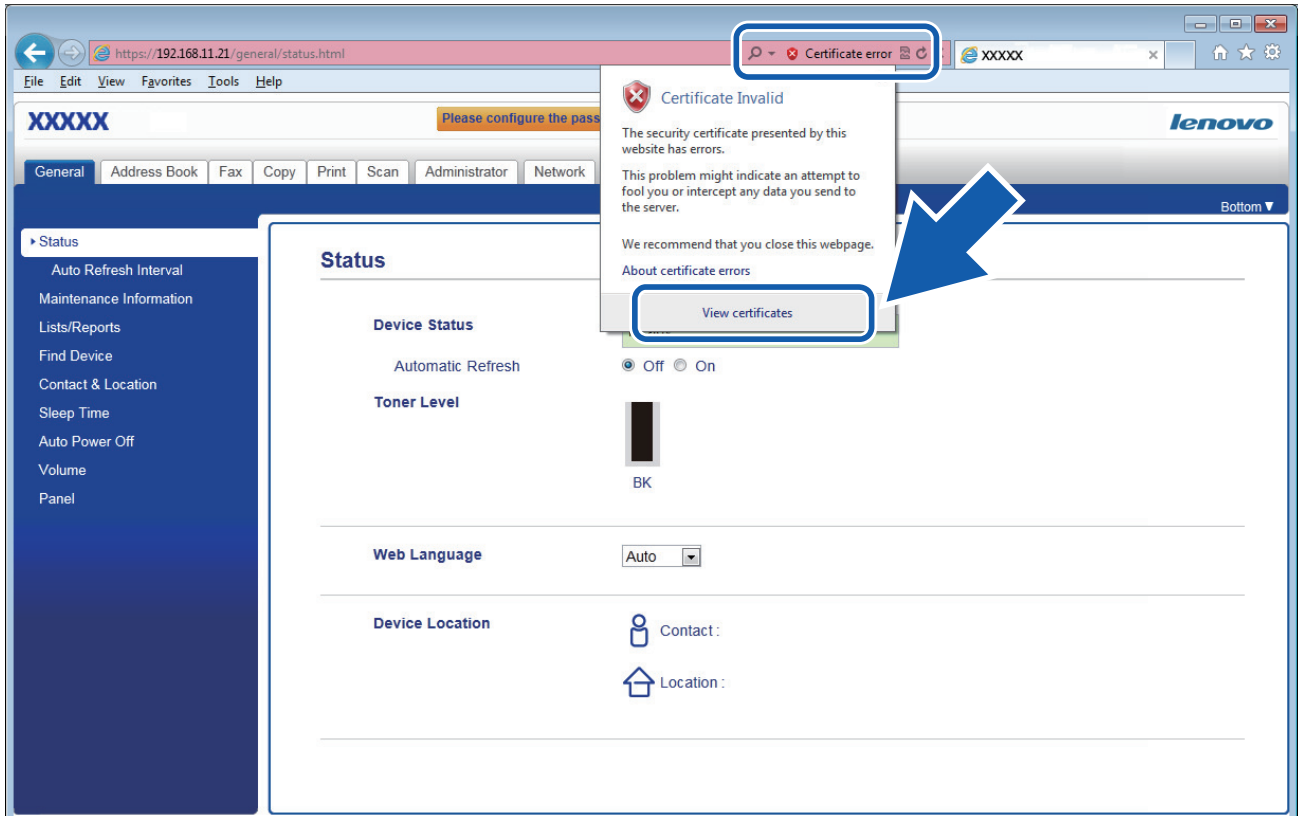 https://192.168.11.21/general/status.html
Certificate error
XXXXX
File Edit View Favorites Tools Help
XXXXX
Please configure the pass
lenovo
Certificate Invalid
The security certificate presented by this
website has errors.
This problem might indicate an attempt to
fool you or intercept any data you send to
the server.
We recommend that you close this webpage.
About certificate errors
View certificates
General Address Book Fax Copy Print Scan Administrator Network
Bottom▼
Status
Auto Refresh Interval
Maintenance Information
Lists/Reports
Find Device
Contact & Location
Sleep Time
Auto Power Off
Volume
Panel
Status
Device Status
Automatic Refresh
Off On
Toner Level
BK
Web Language
Auto
Device Location
Contact :
Location :